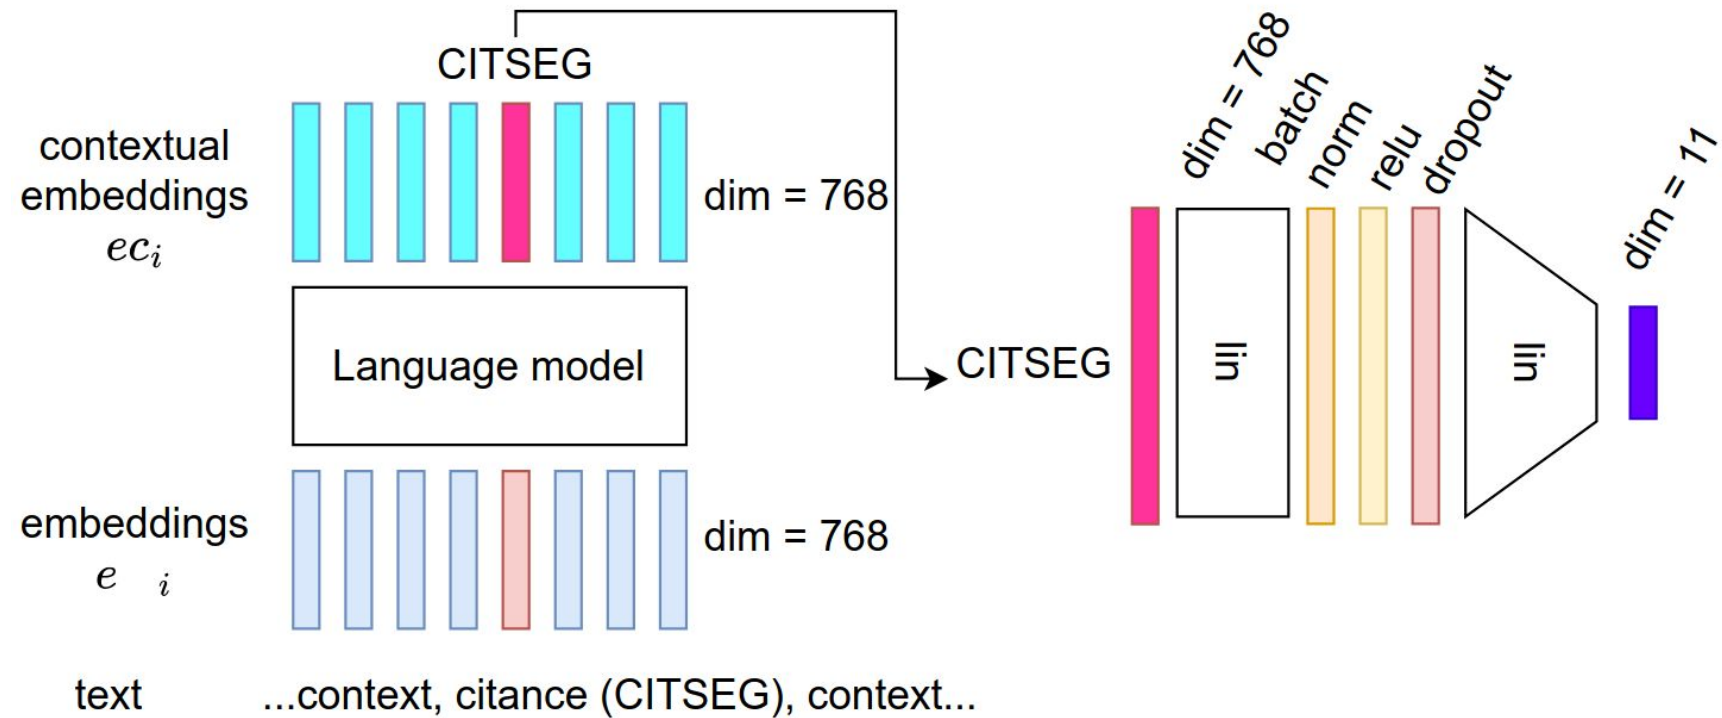 CITSEG
contextual
embeddings
ec_i
dim = 768
Language model
embeddings
e i
dim = 768
text
...context, citance (CITSEG), context...
CITSEG
dim = 768
lin
batch
norm
relu
dropout
lin
dim = 11